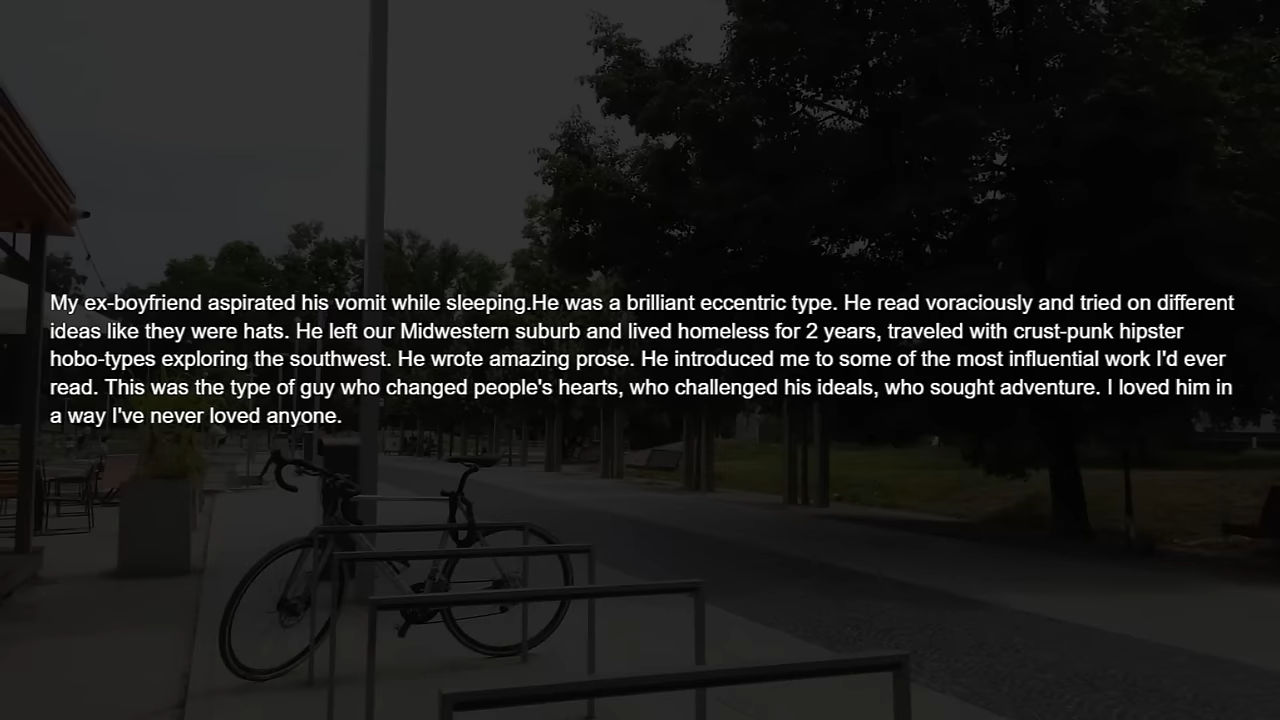 My ex-boyfriend aspirated his vomit while sleeping.He was a brilliant eccentric type. He read voraciously and tried on different
ideas like they were hats. He left our Midwestern suburb and lived homeless for 2 years, traveled with crust-punk hipster
hobo-types exploring the southwest. He wrote amazing prose. He introduced me to some of the most influential work I'd ever
read. This was the type of guy who changed people's hearts, who challenged his ideals, who sought adventure. I loved him in
a way I've never loved anyone.